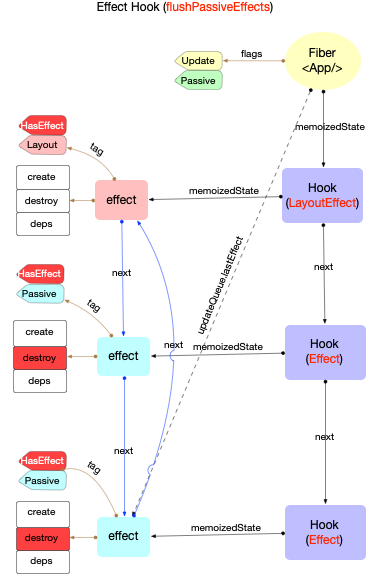 Effect Hook (flushPassiveEffects)
Update
flags
Fiber
<App/>
Passive
HasEffect
Layout
tag
memoizedState
create
destroy
deps
effect
memoizedState
Hook
(LayoutEffect)
next
next
updateQueue.lastEffect
HasEffect
Passive
tag
create
destroy
deps
effect
next
memoizedState
Hook
(Effect)
next
next
HasEffect
Passive
tag
create
destroy
deps
effect
memoizedState
Hook
(Effect)